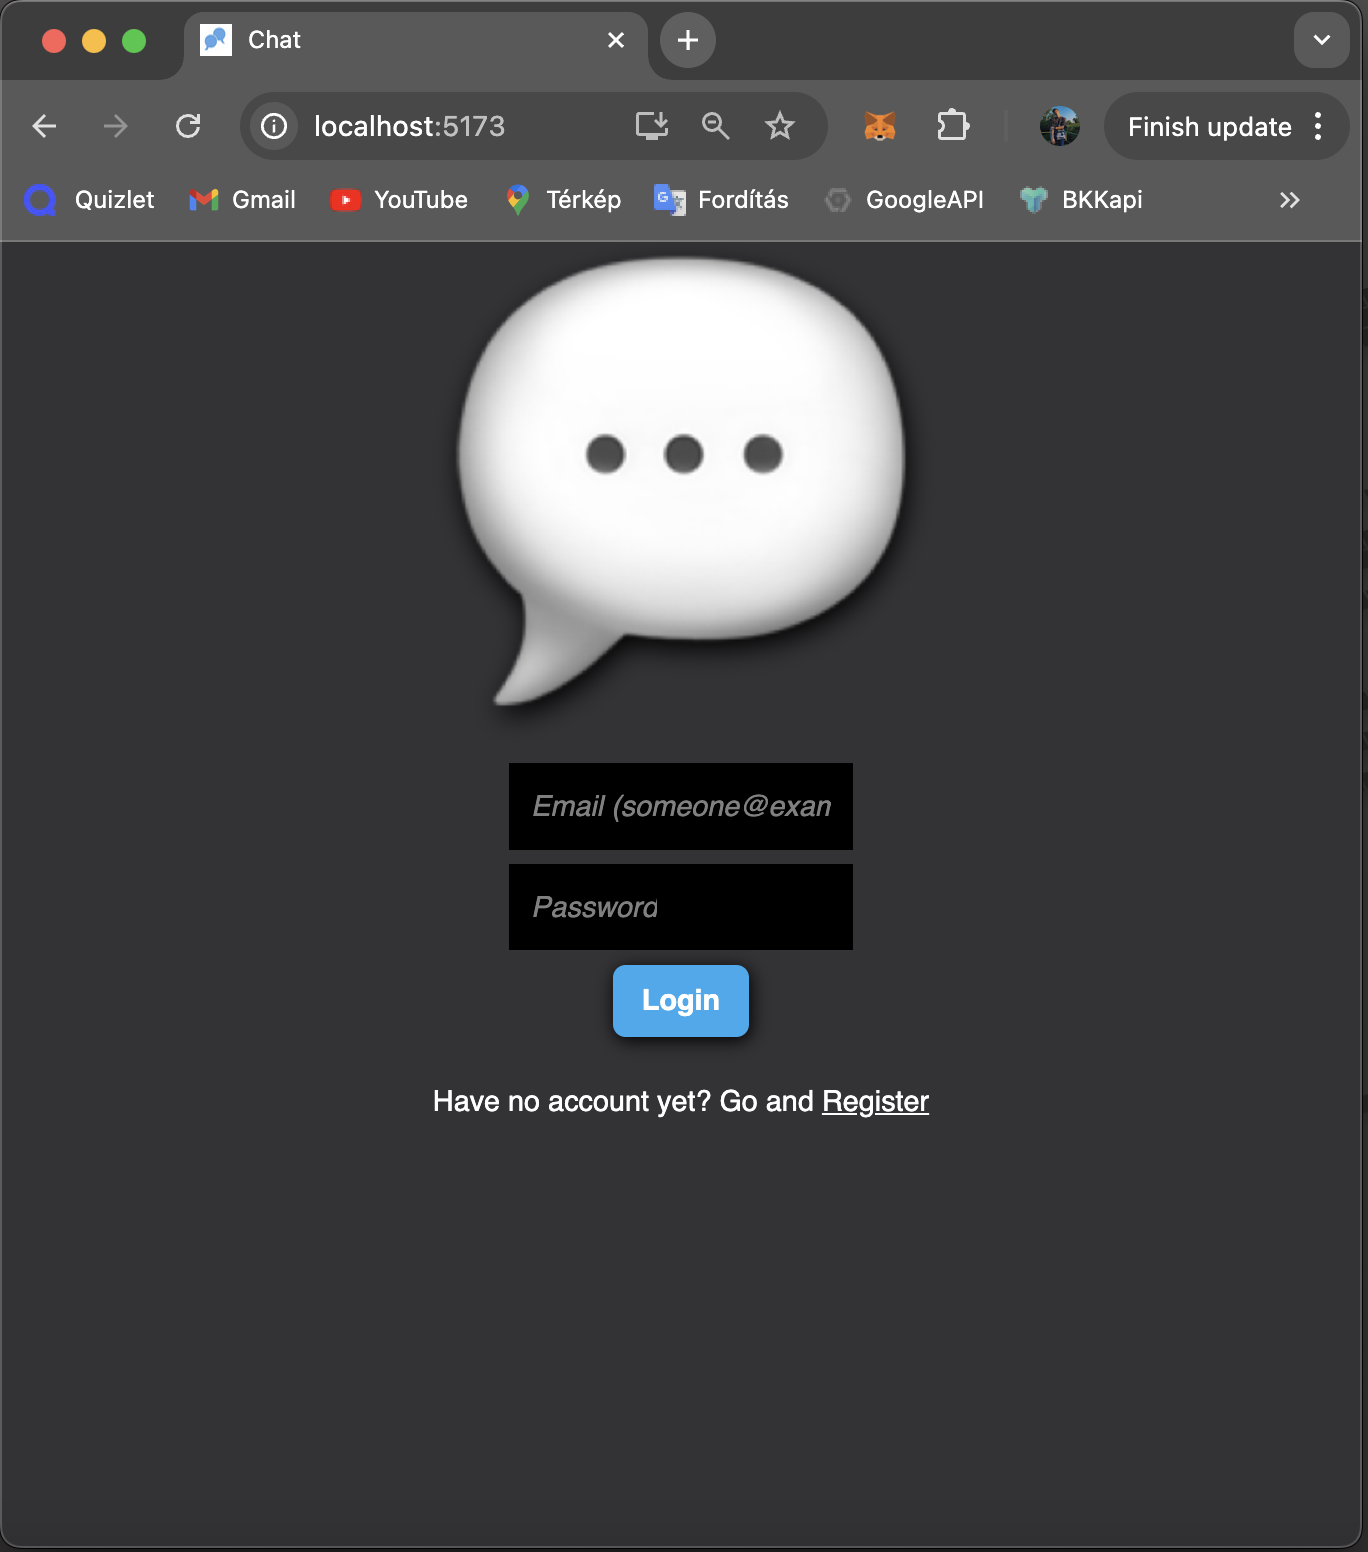 Chat
localhost:5173
Finish update
Quizlet Gmail YouTube Térkép Fordítás GoogleAPI BKKapi
Email (someone@exan
Password
Login
Have no account yet? Go and Register